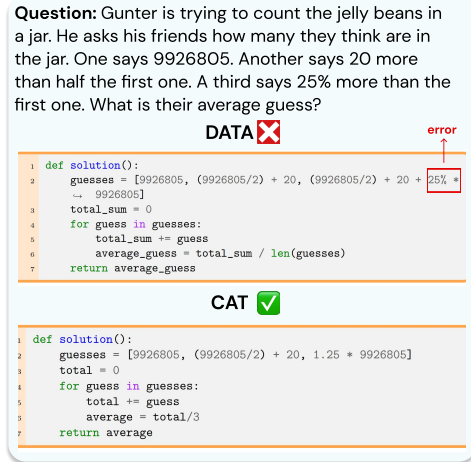 Question: Gunter is trying to count the jelly beans in
a jar. He asks his friends how many they think are in
the jar. One says 9926805. Another says 20 more
than half the first one. A third says 25% more than the
first one. What is their average guess?
DATA ❌
error
1 def solution():
2 guesses = [9926805, (9926805/2) + 20, (9926805/2) + 20 + 25% *
↪ 9926805]
3 total_sum = 0
4 for guess in guesses:
5 total_sum += guess
6 average_guess = total_sum / len(guesses)
7 return average_guess
CAT ✅
1 def solution():
2 guesses = [9926805, (9926805/2) + 20, 1.25 * 9926805]
3 total = 0
4 for guess in guesses:
5 total += guess
6 average = total/3
7 return average